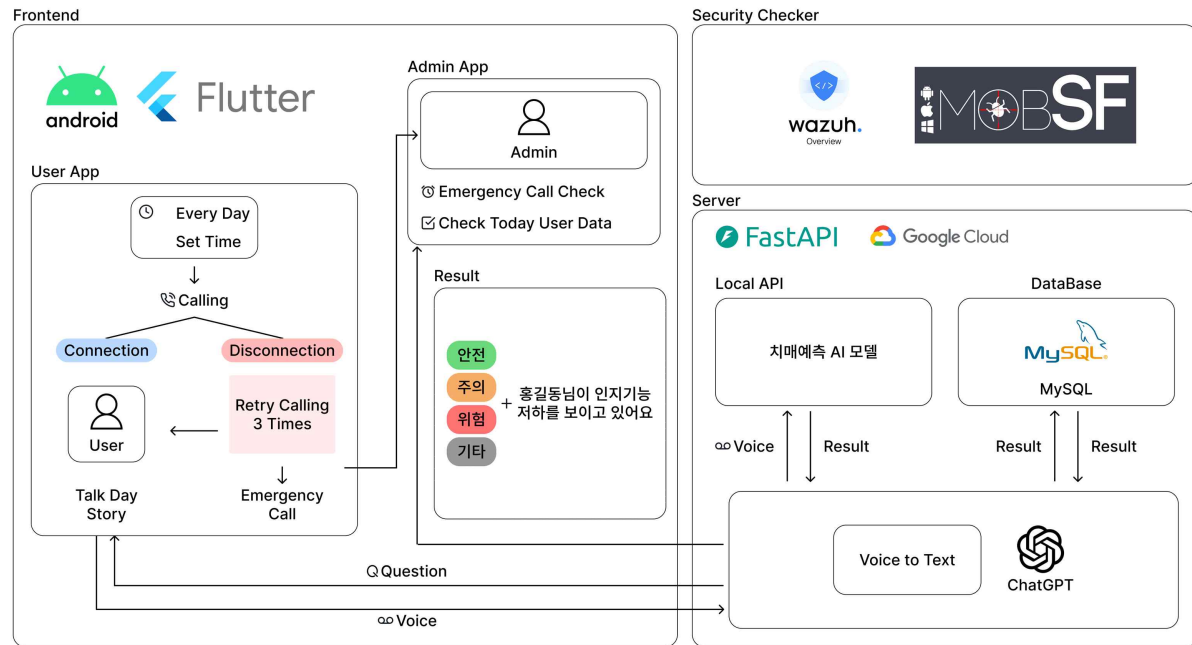 Frontend
android
Flutter
User App
Every Day
Set Time
Calling
Connection
Disconnection
User
Retry Calling
3 Times
Talk Day
Story
Emergency
Call
Admin App
Admin
Emergency Call Check
Check Today User Data
Result
안전
주의
위험
기타
+
홍길동님이 인지기능
저하를 보이고 있어요
Question
Voice
Security Checker
wazuh.
Overview
MOBSF
Server
FastAPI
Google Cloud
Local API
치매예측 AI 모델
DataBase
MySQL
MySQL
Voice
Result
Result
Result
Voice to Text
ChatGPT